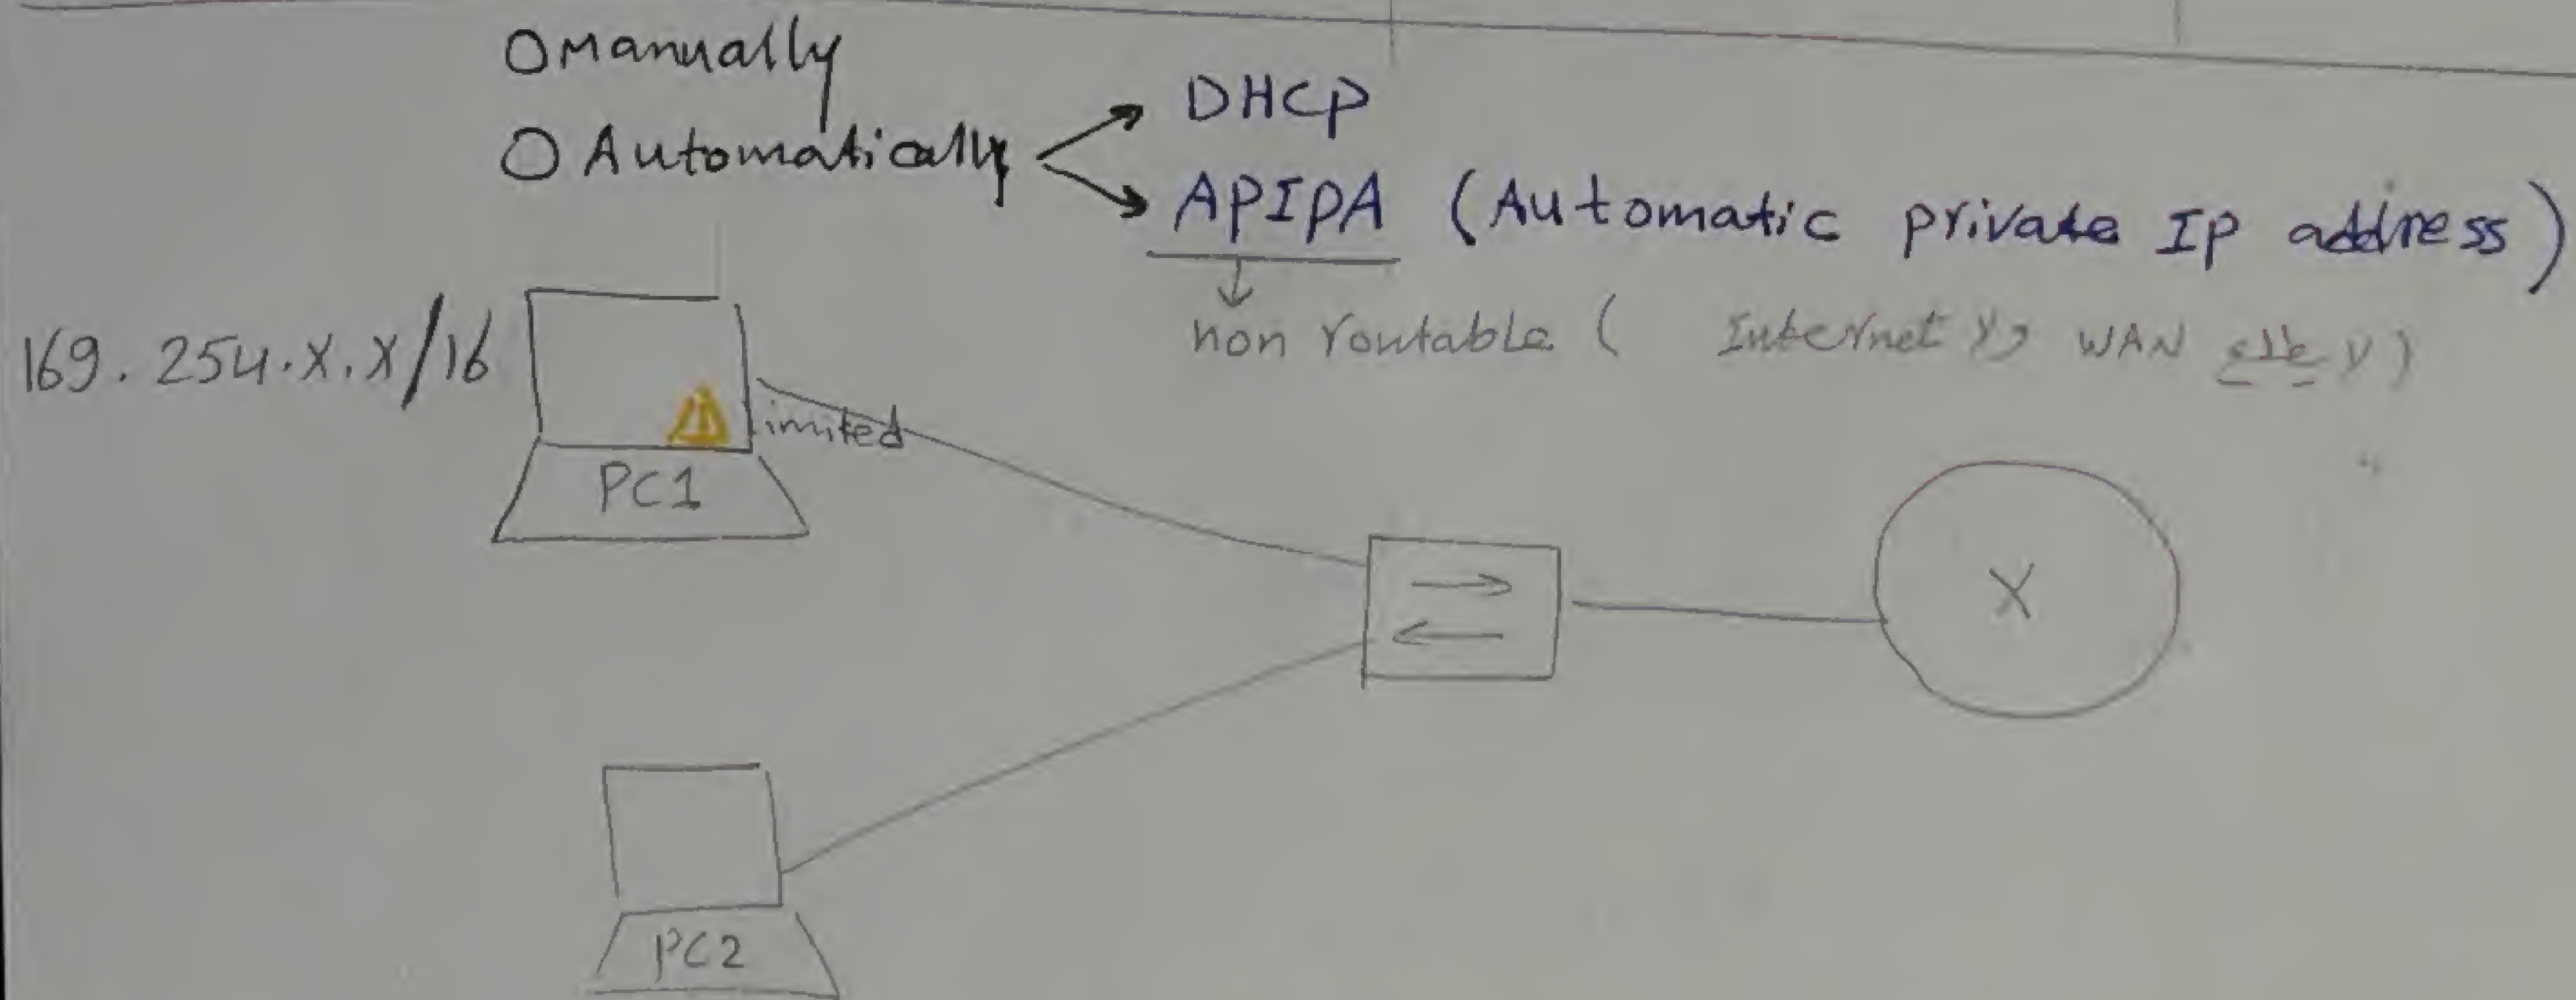 O Manually
O Automatically
DHCP
APIPA (Automatic private Ip address)
non routable ( Internet لا و WAN لا )
169.254.X.X/16
Limited
PC1
X
PC2